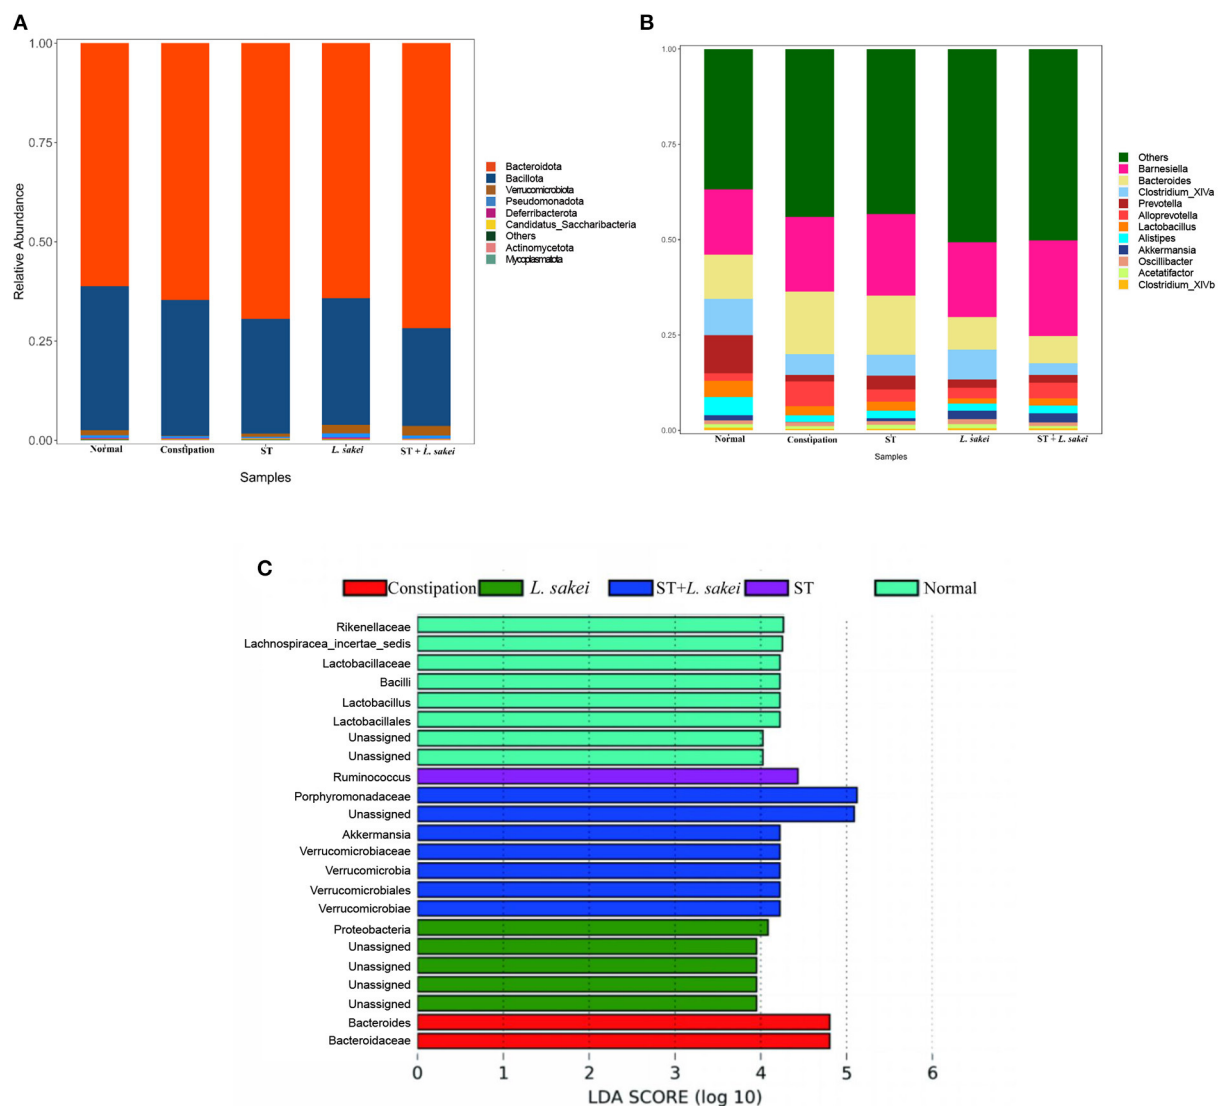 A
1.00
0.75
0.50
0.25
0.00
Relative Abundance
Normal
Constipation
ST
L. sakei
ST + L. sakei
Samples
Bacteroidota
Bacillota
Verrucomicrobiota
Pseudomonadota
Deferribacterota
Candidatus_Saccharibacteria
Others
Actinomycetota
Mycoplasmatota
B
1.00
0.75
0.50
0.25
0.00
Normal
Constipation
ST
L. sakei
ST + L. sakei
Samples
Others
Barnesiella
Bacteroides
Clostridium_XIVa
Prevotella
Alloprevotella
Lactobacillus
Alistipes
Akkermansia
Oscillibacter
Acetatifactor
Clostridium_XIVb
C
Constipation L. sakei ST+L. sakei ST Normal
Rikenellaceae
Lachnospiracea_incertae_sedis
Lactobacillaceae
Bacilli
Lactobacillus
Lactobacillales
Unassigned
Unassigned
Ruminococcus
Porphyromonadaceae
Unassigned
Akkermansia
Verrucomicrobiaceae
Verrucomicrobia
Verrucomicrobiales
Verrucomicrobiae
Proteobacteria
Unassigned
Unassigned
Unassigned
Unassigned
Bacteroides
Bacteroidaceae
0 1 2 3 4 5 6
LDA SCORE (log 10)